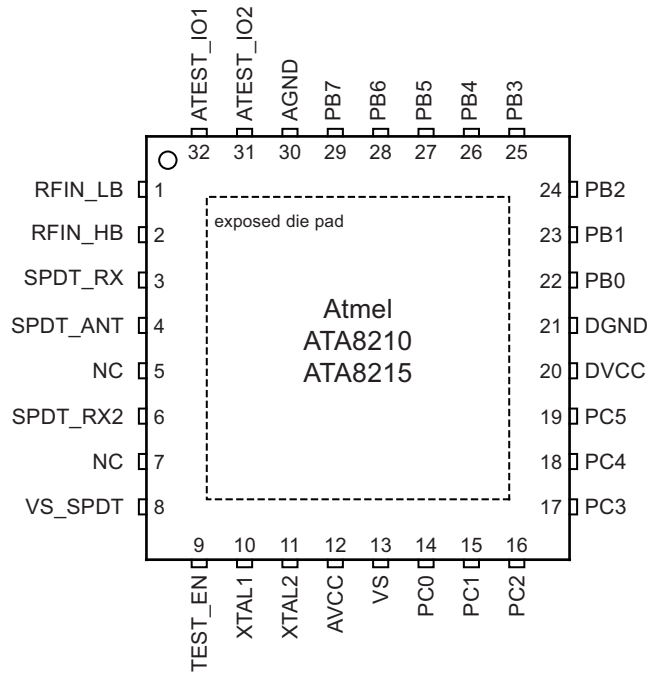 ATEST_IO1
ATEST_IO2
AGND
PB7
PB6
PB5
PB4
PB3
32 31 30 29 28 27 26 25
RFIN_LB 1
RFIN_HB 2
SPDT_RX 3
SPDT_ANT 4
NC 5
SPDT_RX2 6
NC 7
VS_SPDT 8
exposed die pad
Atmel
ATA8210
ATA8215
24 PB2
23 PB1
22 PB0
21 DGND
20 DVCC
19 PC5
18 PC4
17 PC3
9 10 11 12 13 14 15 16
TEST_EN
XTAL1
XTAL2
AVCC
VS
PC0
PC1
PC2